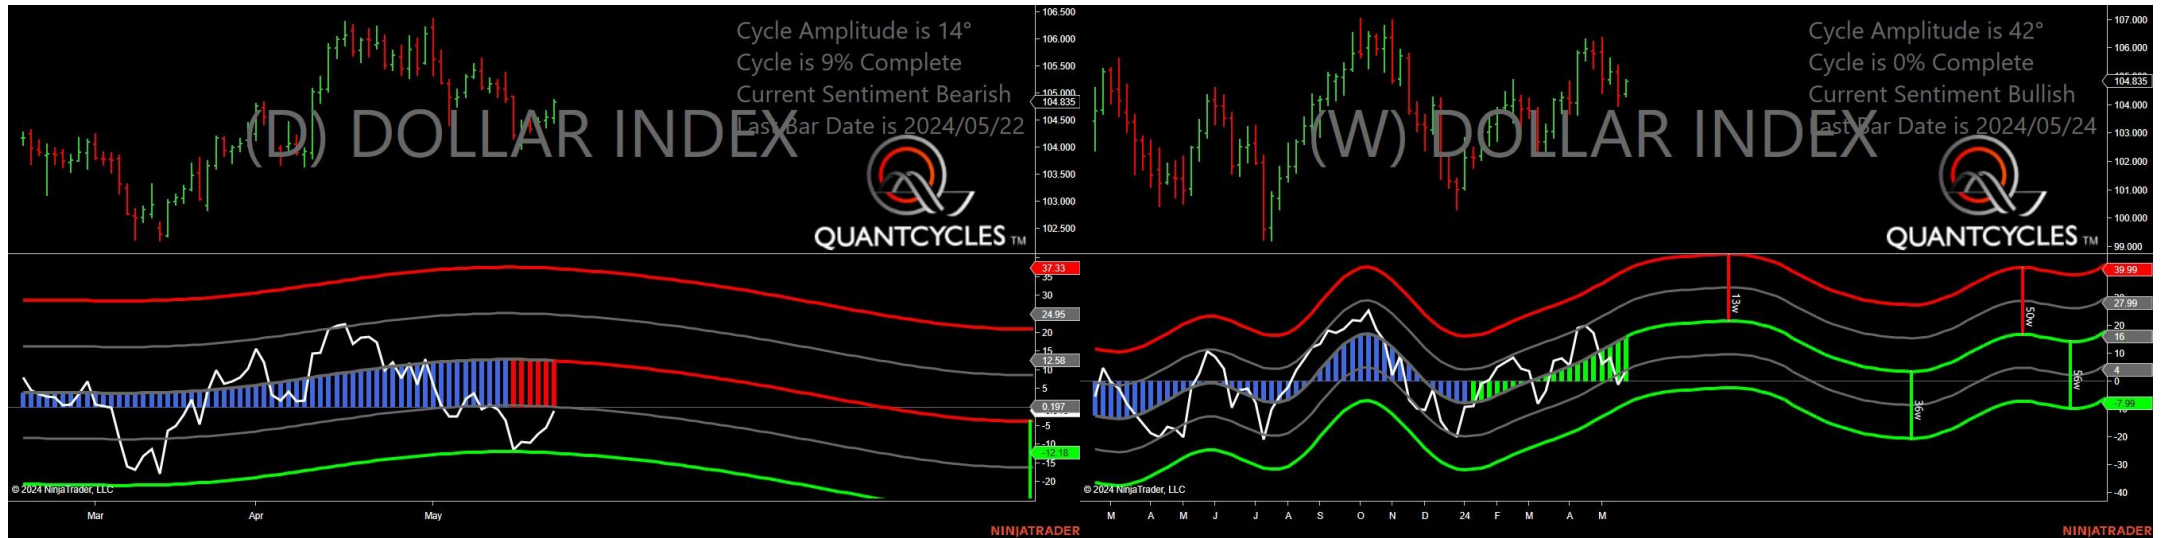 Cycle Amplitude is 14°
Cycle is 9% Complete
Current Sentiment Bearish
Last Bar Date is 2024/05/22
(D) DOLLAR INDEX
QUANTCYCLES TM
106.500
106.000
105.500
105.000
104.835
104.500
104.000
103.500
103.000
102.500
37.33
35
30
24.95
20
15
12.58
10
5
0.197
-5
-10
-12.18
-15
-20
© 2024 NinjaTrader, LLC
Mar Apr May
NINJATRADER
Cycle Amplitude is 42°
Cycle is 0% Complete
Current Sentiment Bullish
Last Bar Date is 2024/05/24
(W) DOLLAR INDEX
QUANTCYCLES TM
107.000
106.000
104.835
104.000
103.000
102.000
101.000
100.000
99.000
39.99
27.99
20
16
10
4
0
-7.99
-20
-30
-40
13w
36w
50w
56w
© 2024 NinjaTrader, LLC
M A M J J A S O N D 24 F M A M
NINJATRADER